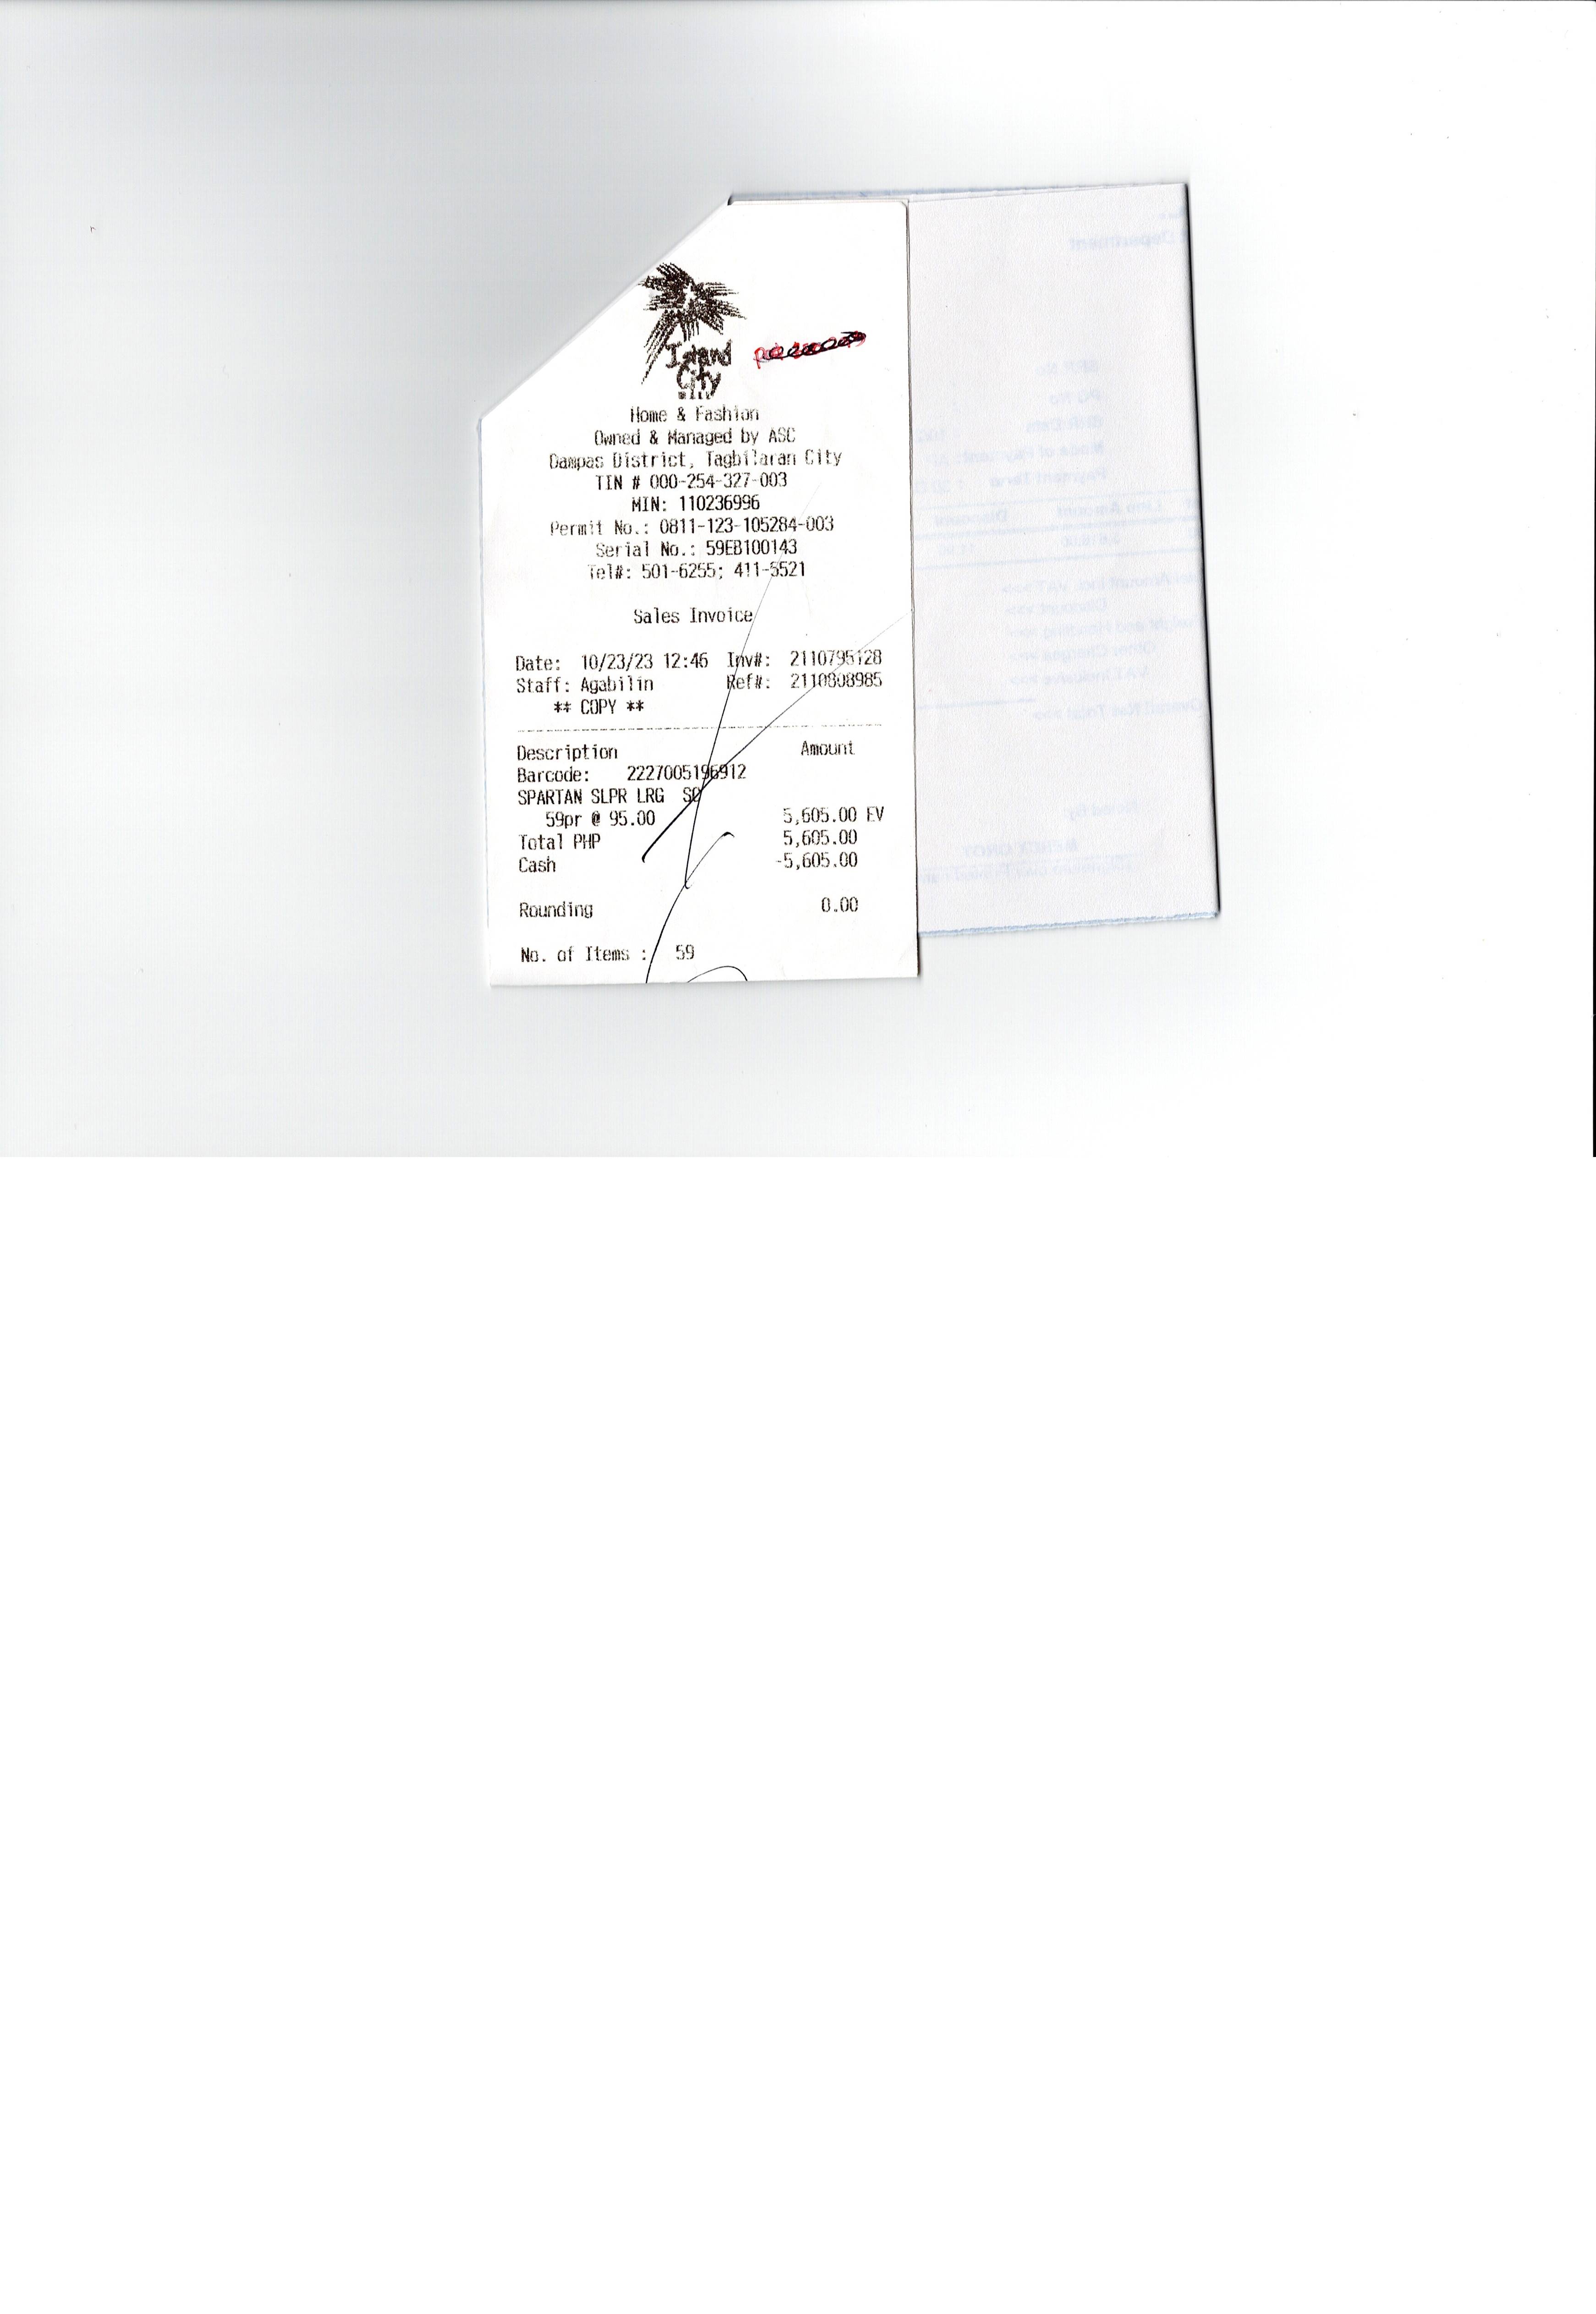 Island
City
Home & Fashion
Owned & Managed by ASC
Dampas District, Tagbilaran City
TIN # 000-254-327-003
MIN: 110236996
Permit No.: 0811-123-105284-003
Serial No.: 59EB100143
Tel#: 501-6255; 411-5521
Sales Invoice
Date: 10/23/23 12:46 Inv#: 2110795128
Staff: Agabilin Ref#: 2110808985
** COPY **
Description Amount
Barcode: 2227005196912
SPARTAN SLPR LRG SO
59pr @ 95.00 5,605.00 EV
Total PHP 5,605.00
Cash -5,605.00
Rounding 0.00
No. of Items : 59